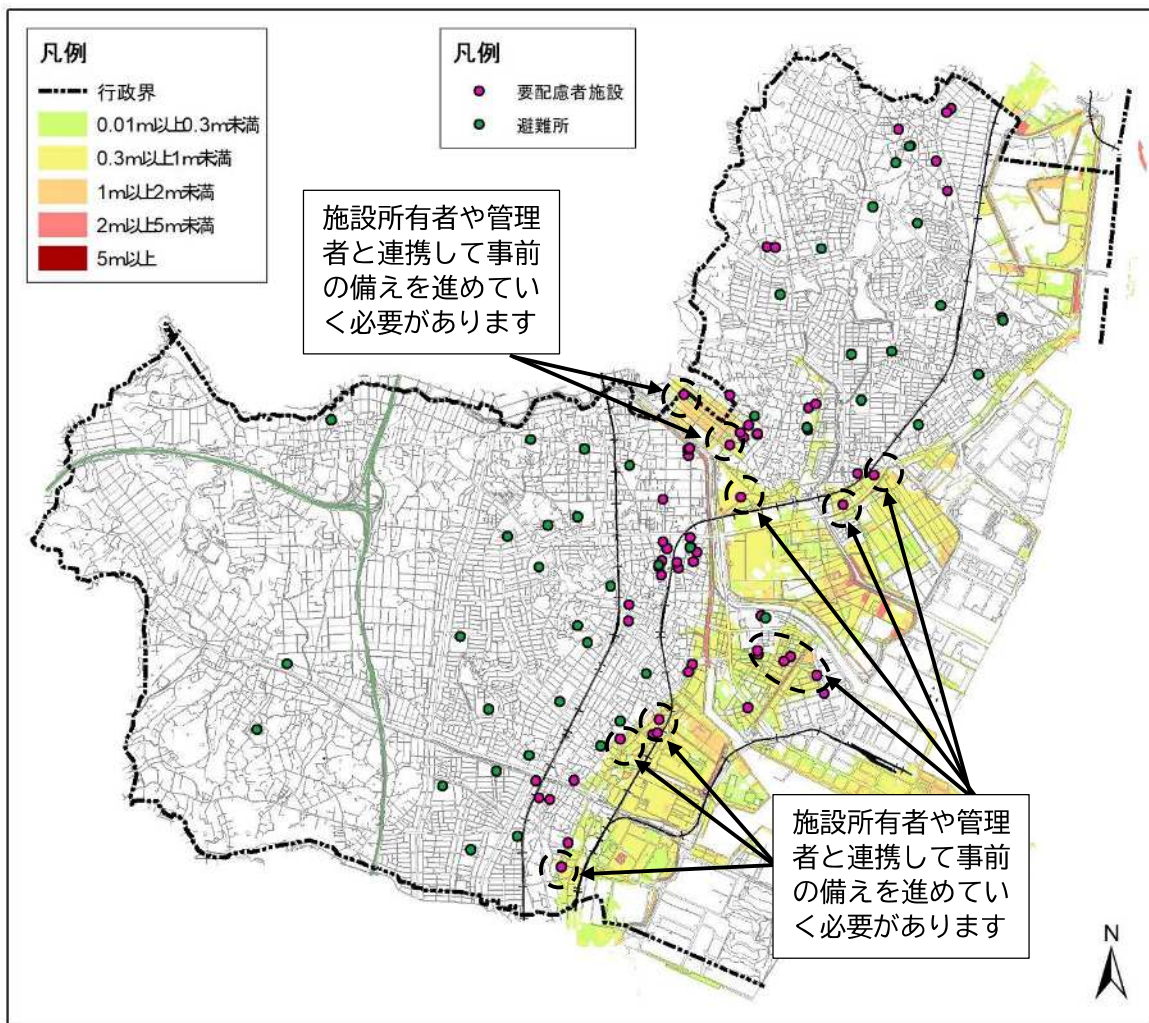 凡例
行政界
0.01m以上0.3m未満
0.3m以上1m未満
1m以上2m未満
2m以上5m未満
5m以上
凡例
要配慮者施設
避難所
施設所有者や管理
者と連携して事前
の備えを進めてい
く必要があります
施設所有者や管理
者と連携して事前
の備えを進めてい
く必要があります
N